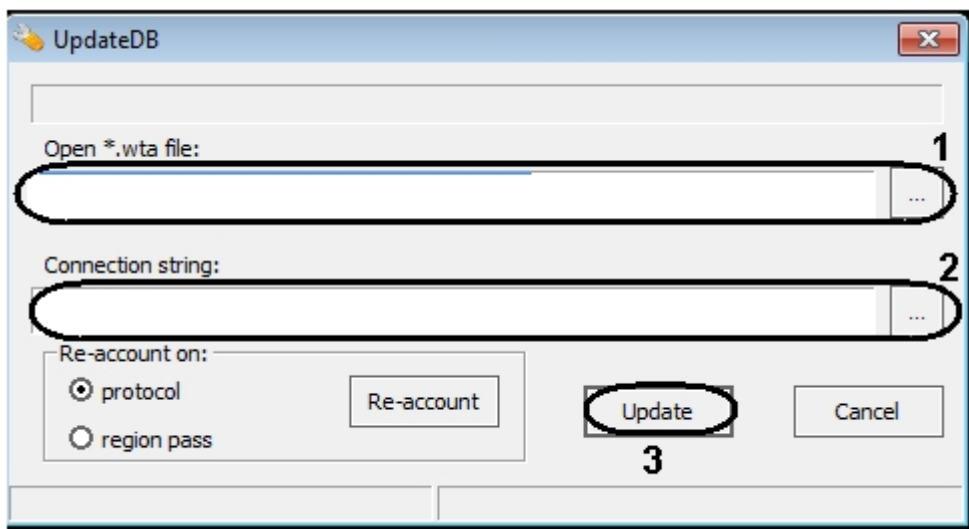 UpdateDB
Open *.wta file:
1
...
Connection string:
2
...
Re-account on:
protocol
Re-account
Update
Cancel
region pass
3